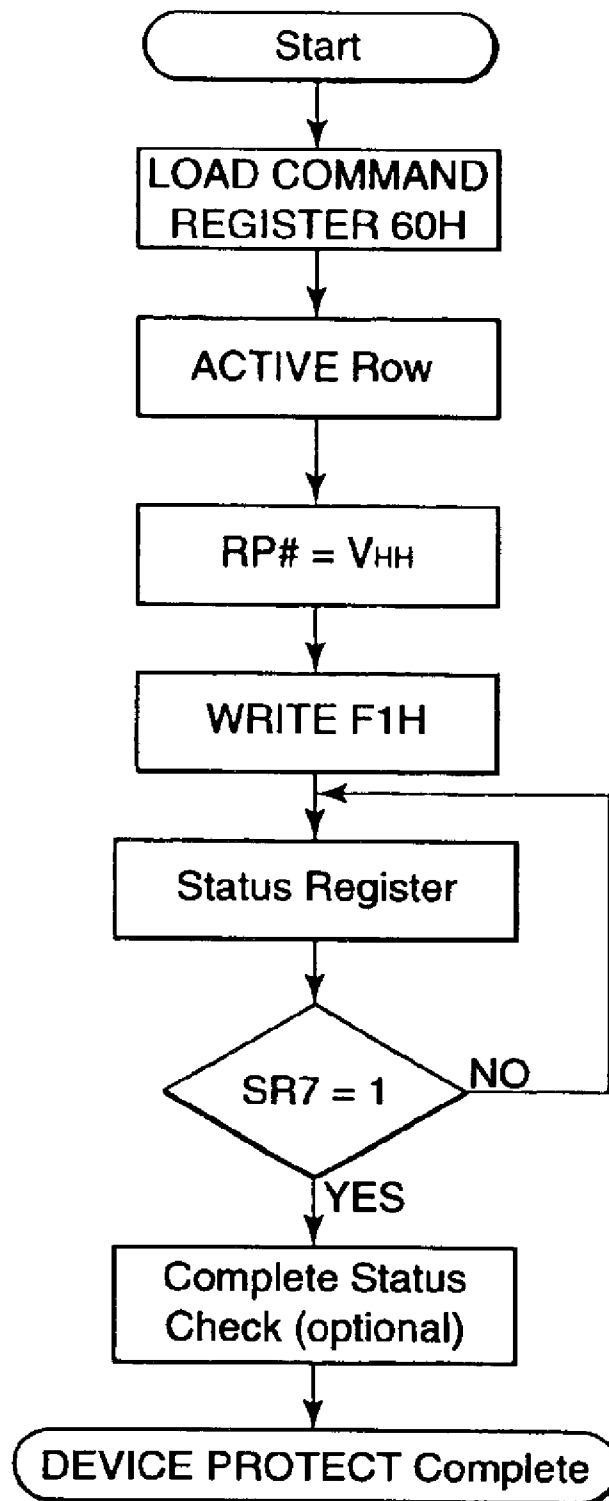 Start
LOAD COMMAND
REGISTER 60H
ACTIVE Row
RP# = VHH
WRITE F1H
Status Register
SR7 = 1
NO
YES
Complete Status
Check (optional)
DEVICE PROTECT Complete